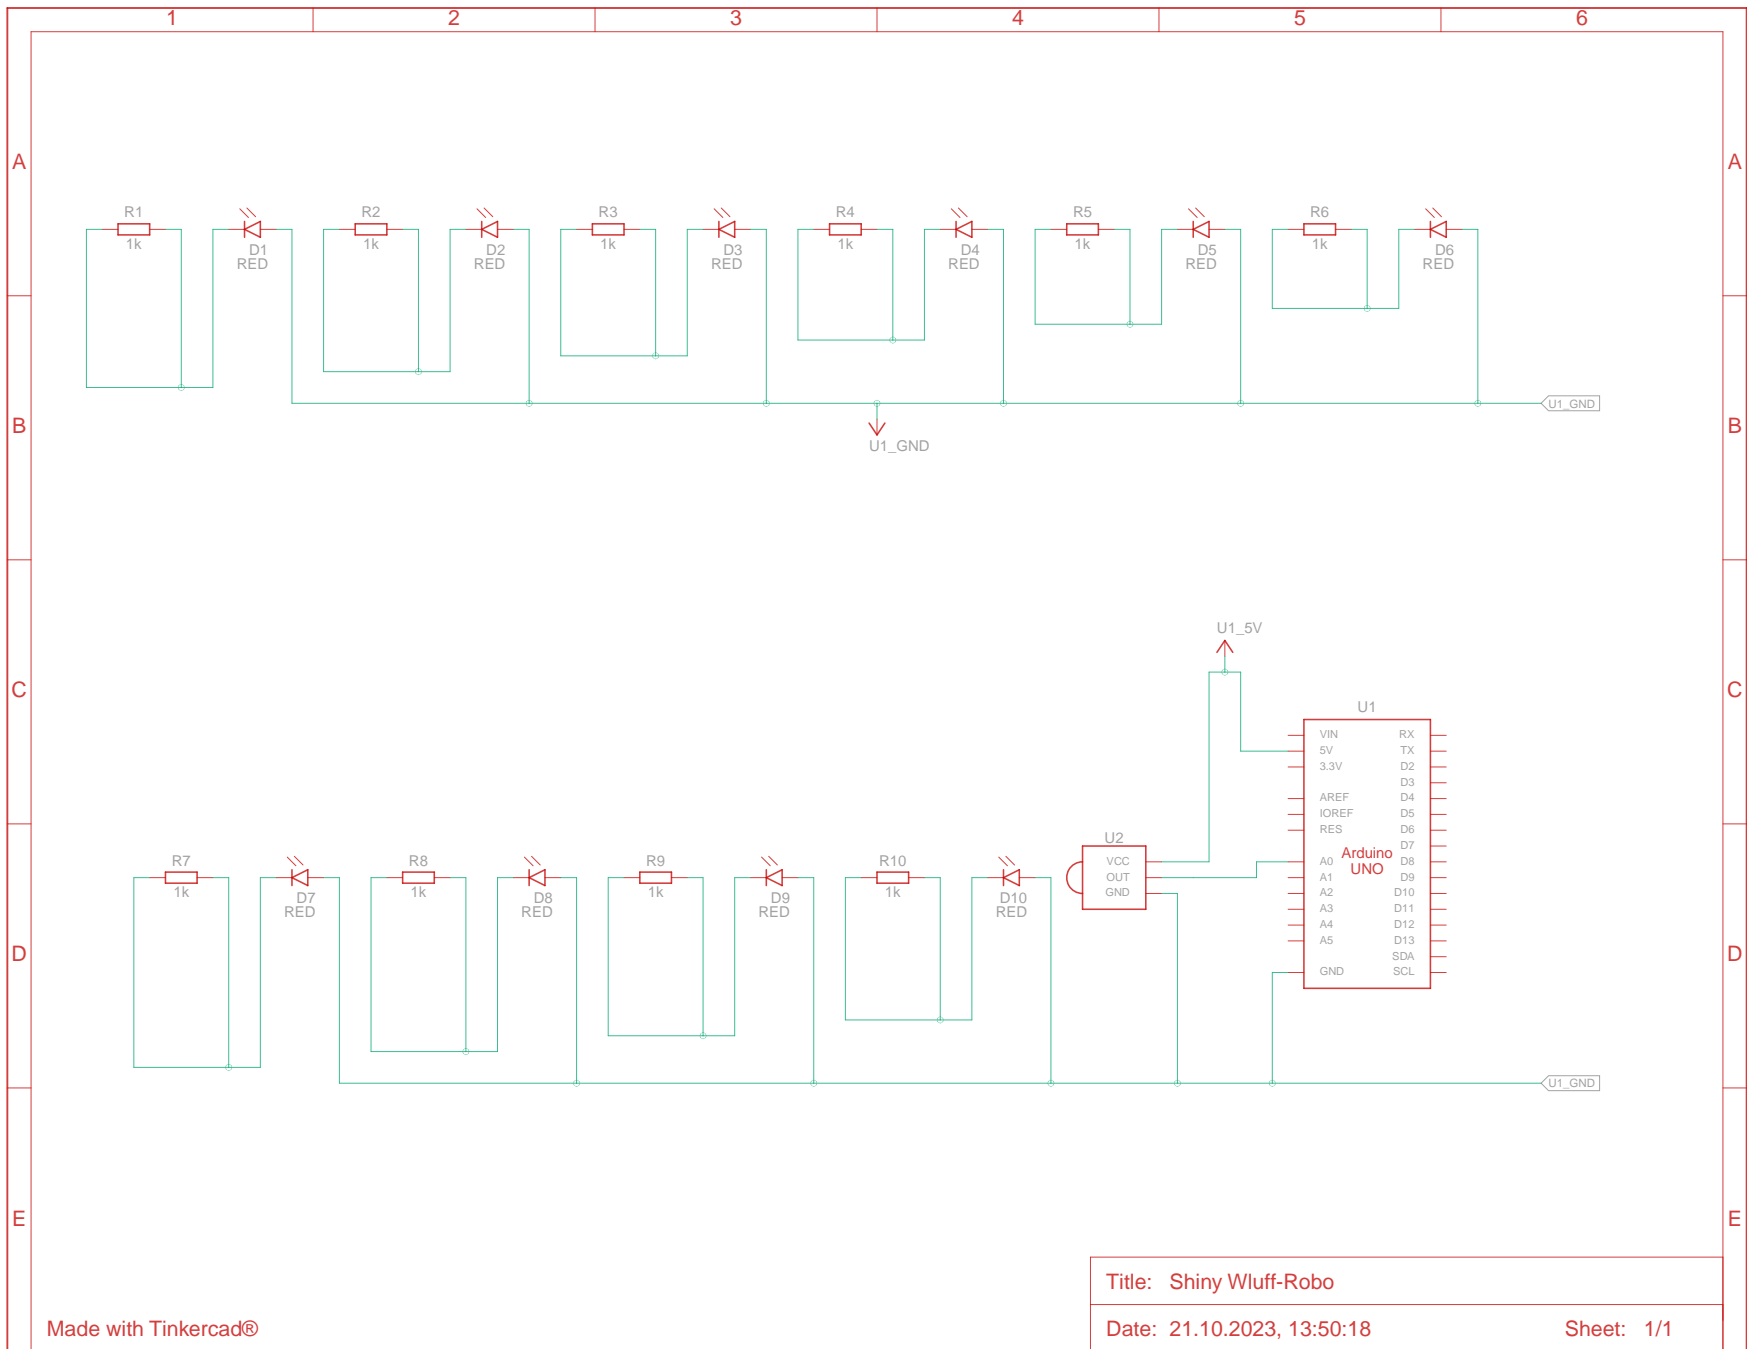 1 2 3 4 5 6
A A
R1 R2 R3 R4 R5 R6
1k D1 1k D2 1k D3 1k D4 1k D5 1k D6
RED RED RED RED RED RED
U1_GND
B B
U1_GND
U1_5V
C C
U1
VIN RX
5V TX
3.3V D2
D3
AREF D4
IOREF D5
RES D6
U2
D7
Arduino
R7 R8 R9 R10
VCC A0 D8
UNO
OUT A1 D9
1k D7 1k D8 1k D9 1k D10
GND A2 D10
RED RED RED RED
A3 D11
A4 D12
A5 D13
D D
SDA
GND SCL
U1_GND
E E
Title: Shiny Wluff-Robo
Made with Tinkercad®
Date: 21.10.2023, 13:50:18 Sheet: 1/1